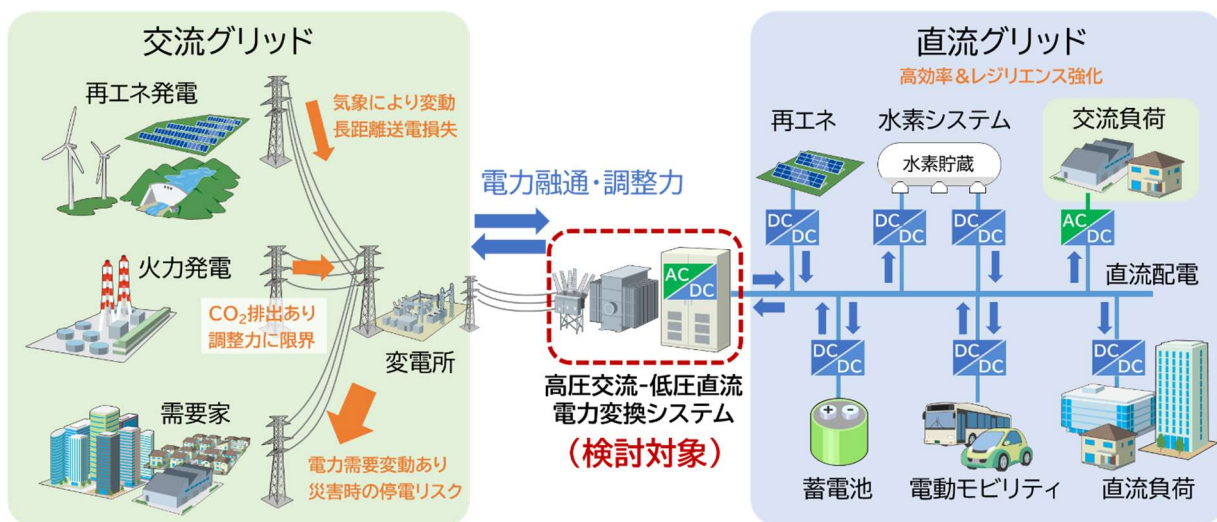 交流グリッド
再エネ発電
気象により変動
長距離送電損失
火力発電
CO₂排出あり
調整力に限界
変電所
需要家
電力需要変動あり
災害時の停電リスク
電力融通・調整力
AC
DC
高圧交流-低圧直流
電力変換システム
（検討対象）
直流グリッド
高効率＆レジリエンス強化
再エネ
水素システム
交流負荷
水素貯蔵
DC
DC
DC
DC
DC
DC
AC
DC
直流配電
DC
DC
DC
DC
DC
DC
蓄電池
電動モビリティ
直流負荷